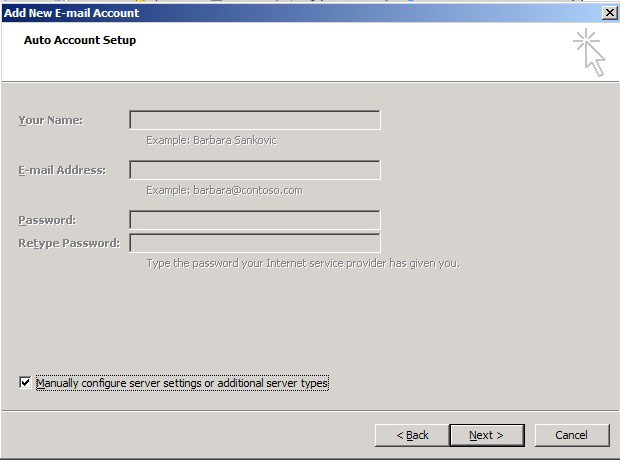 Add New E-mail Account
Auto Account Setup
Your Name:
Example: Barbara Sankovic
E-mail Address:
Example: barbara@contoso.com
Password:
Retype Password:
Type the password your Internet service provider has given you.
Manually configure server settings or additional server types
< Back
Next >
Cancel